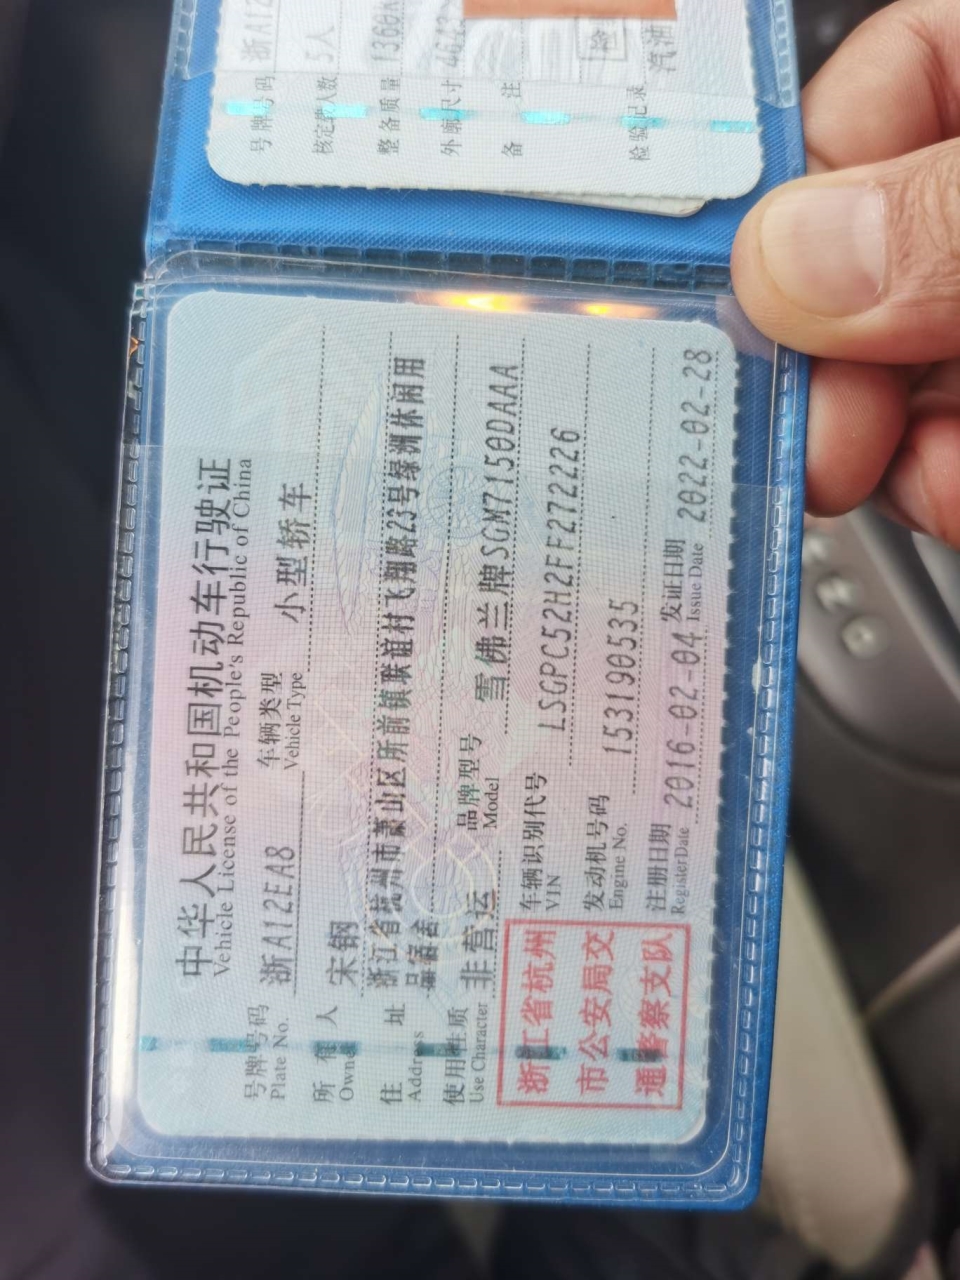 号牌号码 浙A12
核定载人数 5人
整备质量 1360K
外廓尺寸 4643
备 注
检
检验记录 汽油
中华人民共和国机动车行驶证
Vehicle License of the People's Republic of China
号牌号码 浙A12EA8 车辆类型 小型轿车
Plate No. Vehicle Type
所有人 宋钢
Owner
住 址 浙江省杭州市萧山区所前镇联谊村飞翔路23号绿洲休闲用
Address 品宿舍
使用性质 非营运 品牌型号 雪佛兰牌SGM7150DAAA
Use Character Model
浙江省杭州
市公安局交
通警察支队
车辆识别代号 LSGPC52H2FF272226
VIN
发动机号码 153190535
Engine No.
注册日期 2016-02-04 发证日期 2022-02-28
Register Date Issue Date